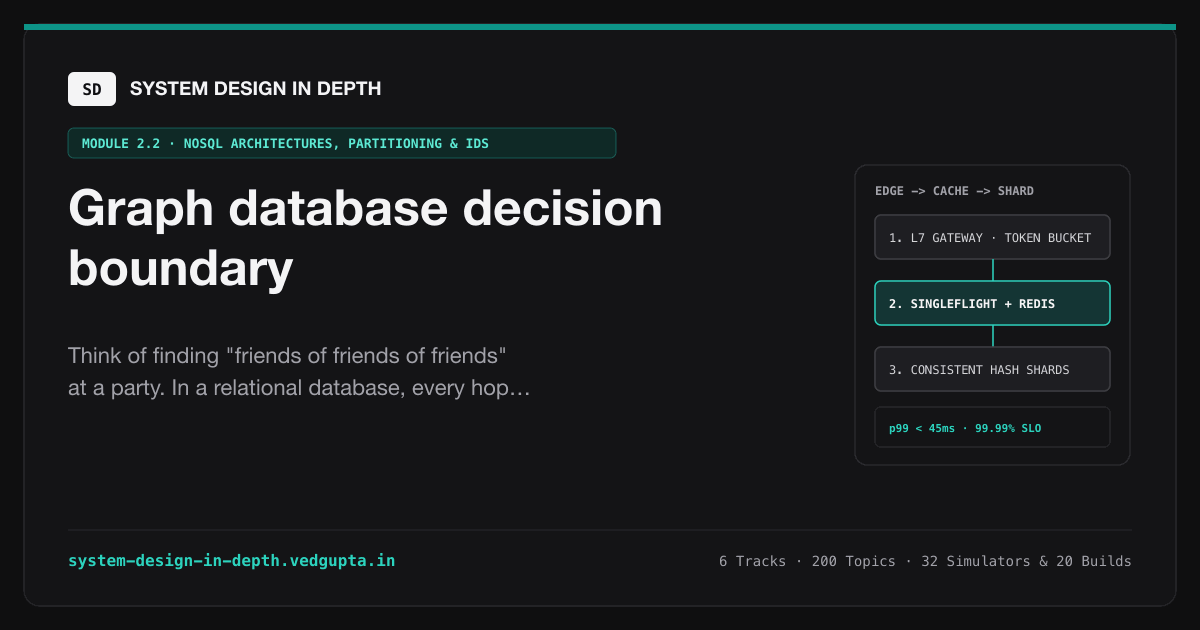 SD SYSTEM DESIGN IN DEPTH
MODULE 2.2 · NOSQL ARCHITECTURES, PARTITIONING & IDS
Graph database decision
boundary
Think of finding "friends of friends of friends"
at a party. In a relational database, every hop…
EDGE —> CACHE —> SHARD
1. L7 GATEWAY · TOKEN BUCKET
2. SINGLEFLIGHT + REDIS
3. CONSISTENT HASH SHARDS
p99 < 45ms · 99.99% SLO
system-design-in-depth.vedgupta.in
6 Tracks · 200 Topics · 32 Simulators & 20 Builds